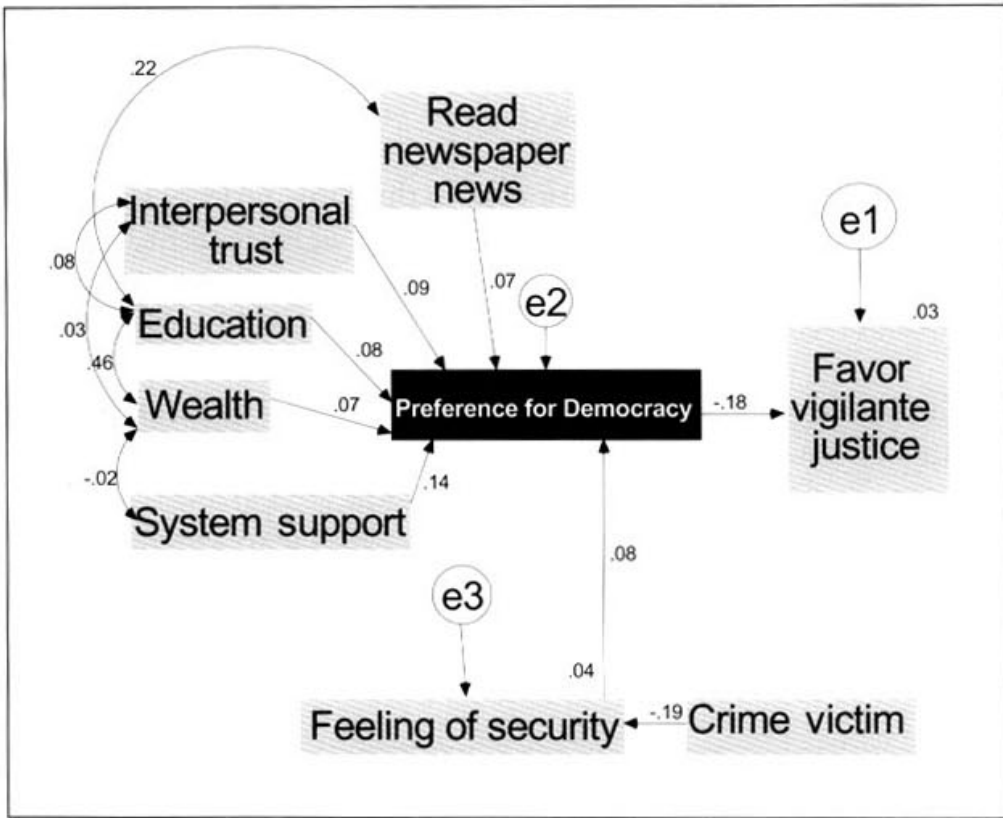 .22
Read
newspaper
news
Interpersonal
trust
e1
.08
.09
.07
e2
.03
Education
.03
.08
.46
Favor
vigilante
justice
Wealth
.07
Preference for Democracy
-.18
-.02
.14
System support
.08
e3
.04
Feeling of security
-.19
Crime victim